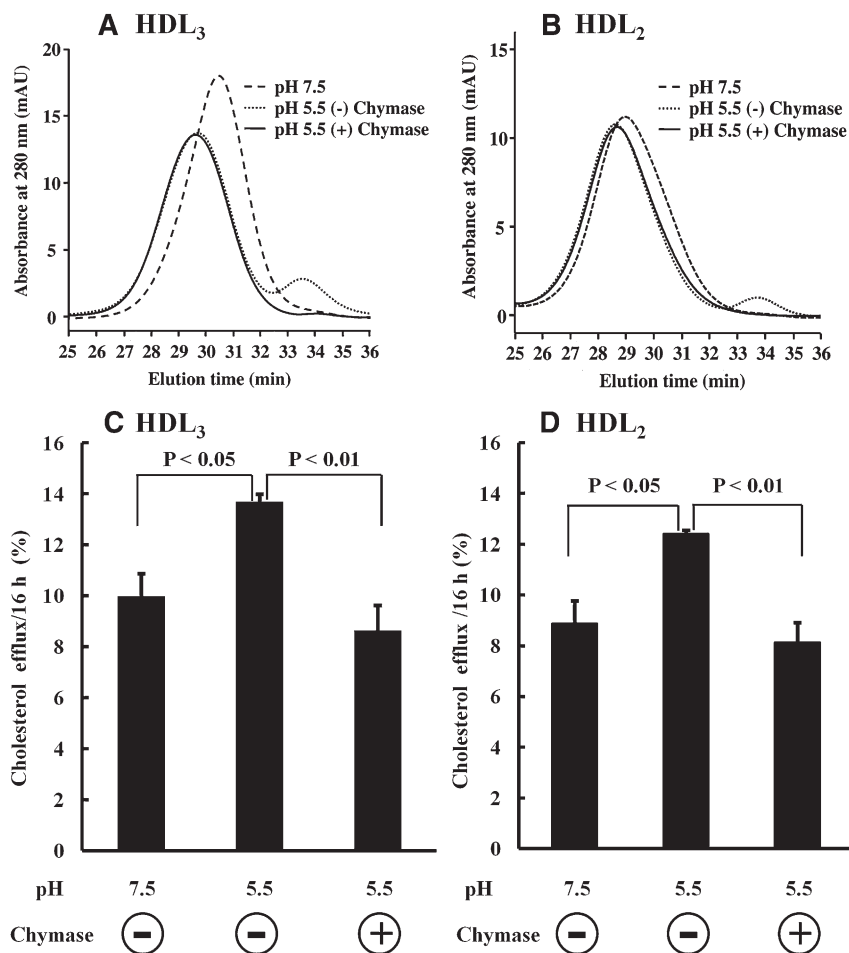 A HDL3
20
15
10
5
0
Absorbance at 280 nm (mAU)
pH 7.5
pH 5.5 (-) Chymase
pH 5.5 (+) Chymase
25 26 27 28 29 30 31 32 33 34 35 36
Elution time (min)
B HDL2
15
10
5
0
Absorbance at 280 nm (mAU)
pH 7.5
pH 5.5 (-) Chymase
pH 5.5 (+) Chymase
25 26 27 28 29 30 31 32 33 34 35 36
Elution time (min)
C HDL3
16
14
12
10
8
6
4
2
0
Cholesterol efflux/16 h (%)
P < 0.05 P < 0.01
D HDL2
16
14
12
10
8
6
4
2
0
Cholesterol efflux /16 h (%)
P < 0.05 P < 0.01
pH 7.5 5.5 5.5 pH 7.5 5.5 5.5
Chymase - - + Chymase - - +